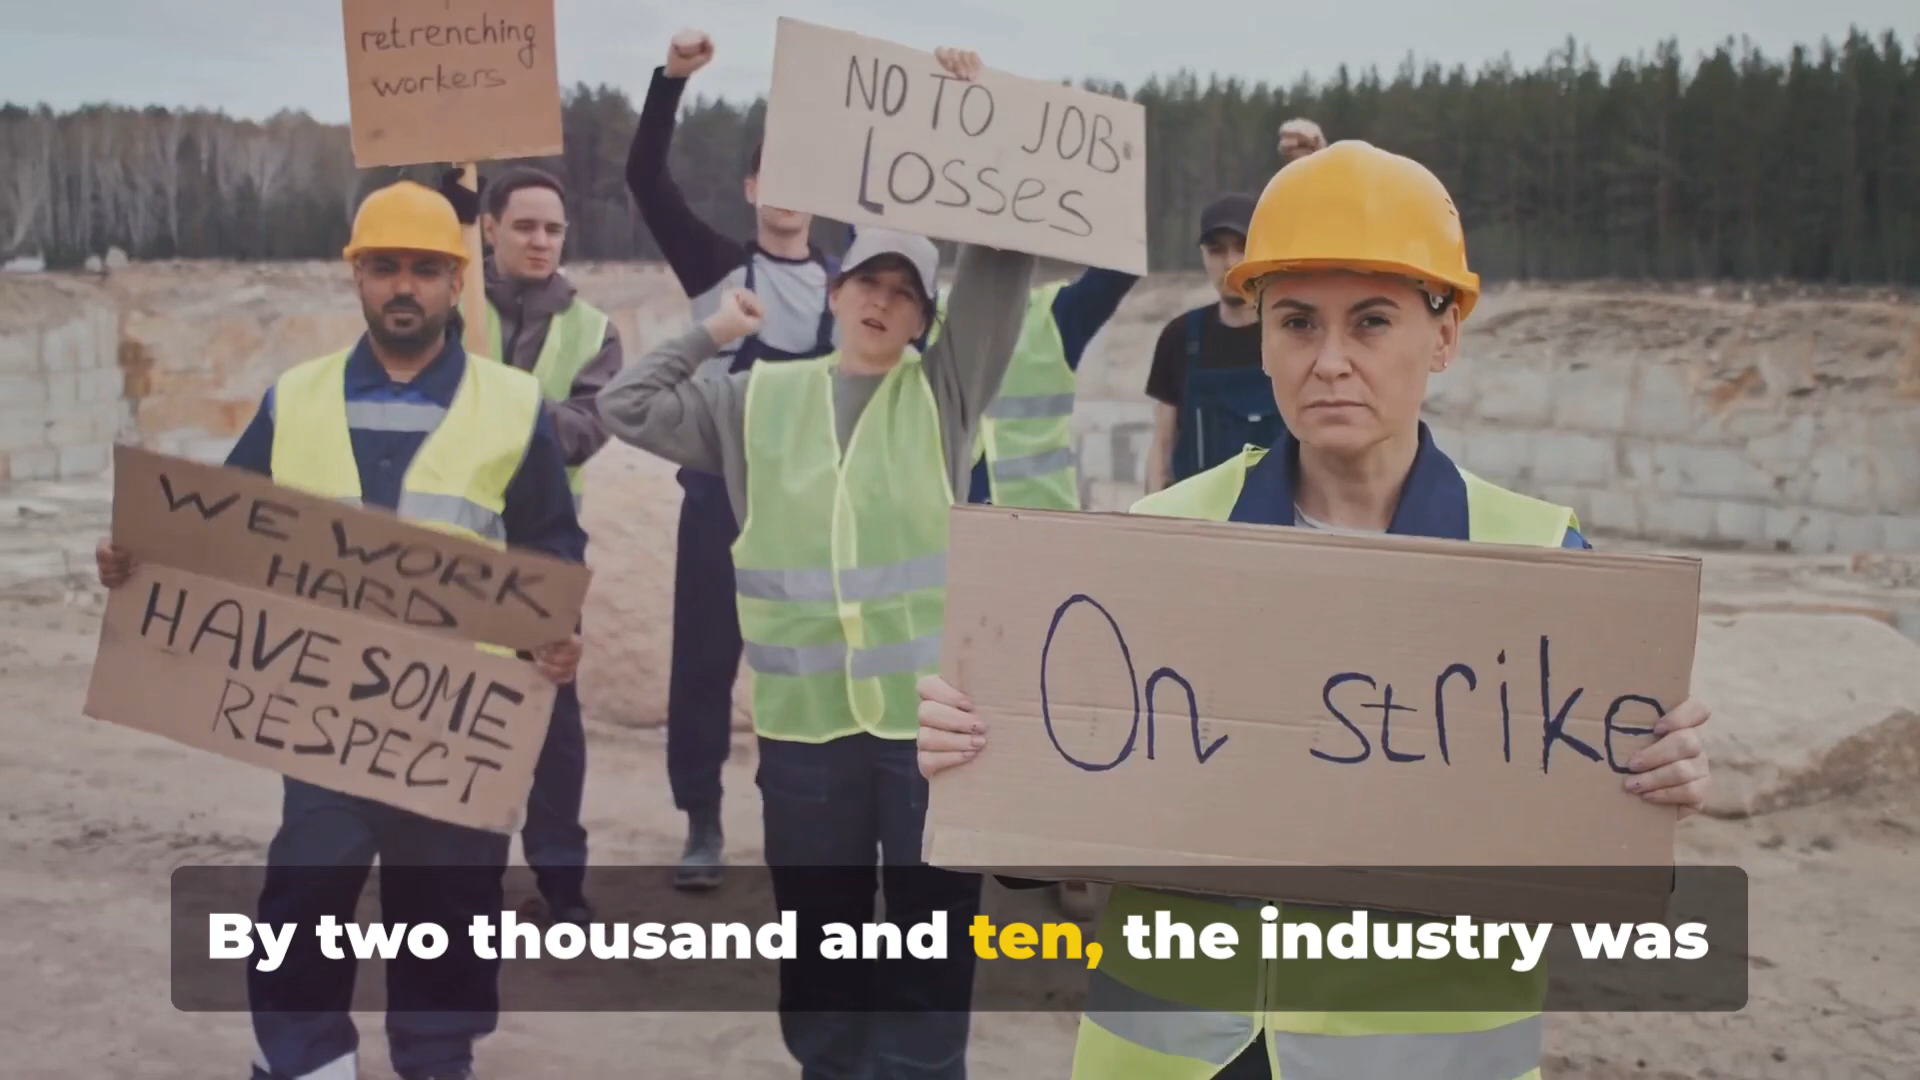 retrenching
workers
NO TO JOB
LOSSES
WE WORK
HARD
HAVE SOME
RESPECT
On strike
By two thousand and ten, the industry was